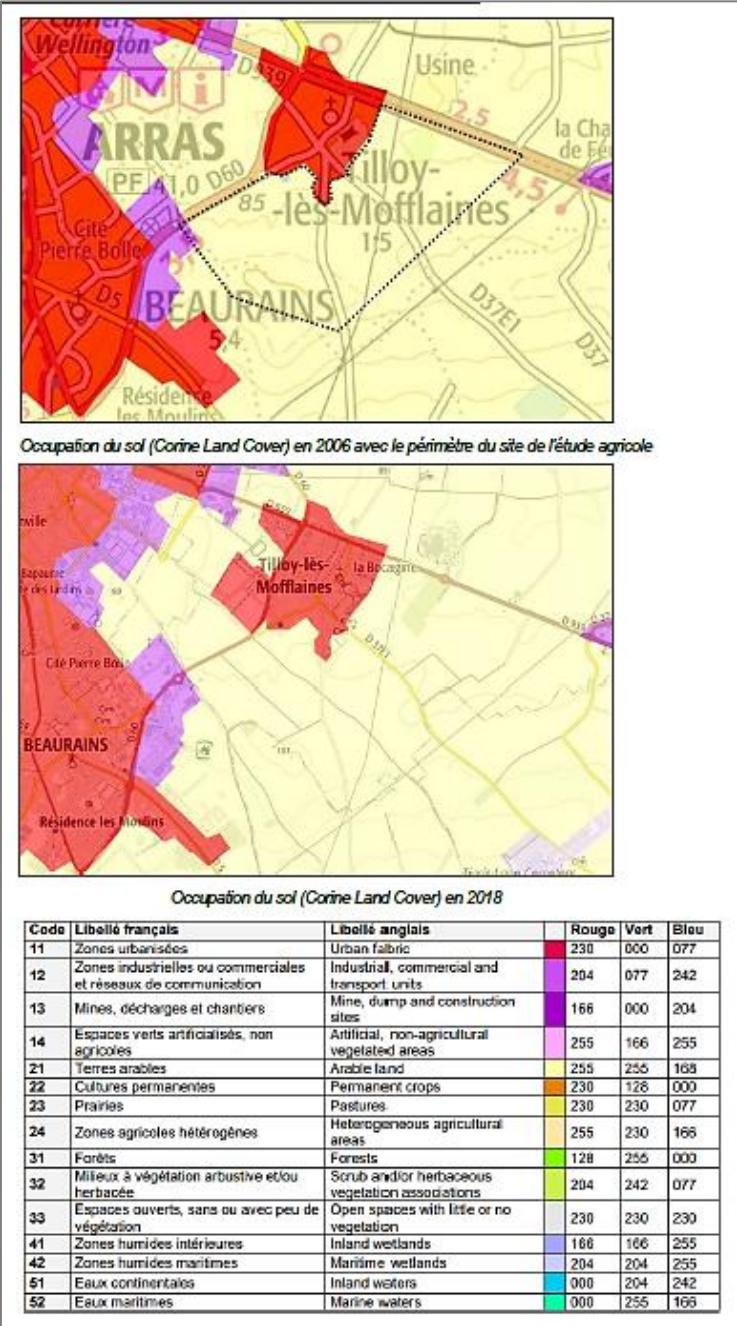 Wellington
D939
Usine
2,5
ARRAS
la Cha
de Fe
PF 41,0 D60
Tilloy-
4,5
85
-lès-Mofflaines
Cité
Pierre Bolle
1·5
D5
BEAURAINS
D37E1
5,4
D37
Résidence
les Moulins
Occupation du sol (Corine Land Cover) en 2006 avec le périmètre du site de l'étude agricole
Tilloy-lès-
Mofflaines
la Bocagine
Cité Pierre Bolle
BEAURAINS
Résidence les Moulins
Occupation du sol (Corine Land Cover) en 2018
Code Libellé français Libellé anglais Rouge Vert Bleu
11 Zones urbanisées Urban fabric 230 000 077
12 Zones industrielles ou commerciales et réseaux de communication Industrial, commercial and transport units 204 077 242
13 Mines, décharges et chantiers Mine, dump and construction sites 166 000 204
14 Espaces verts artificialisés, non agricoles Artificial, non-agricultural vegetated areas 255 166 255
21 Terres arables Arable land 255 255 168
22 Cultures permanentes Permanent crops 230 128 000
23 Prairies Pastures 230 230 077
24 Zones agricoles hétérogènes Heterogeneous agricultural areas 255 230 166
31 Forêts Forests 128 255 000
32 Milieux à végétation arbustive et/ou herbacée Scrub and/or herbaceous vegetation associations 204 242 077
33 Espaces ouverts, sans ou avec peu de végétation Open spaces with little or no vegetation 230 230 230
41 Zones humides intérieures Inland wetlands 166 166 255
42 Zones humides maritimes Maritime wetlands 204 204 255
51 Eaux continentales Inland waters 000 204 242
52 Eaux maritimes Marine waters 000 255 166